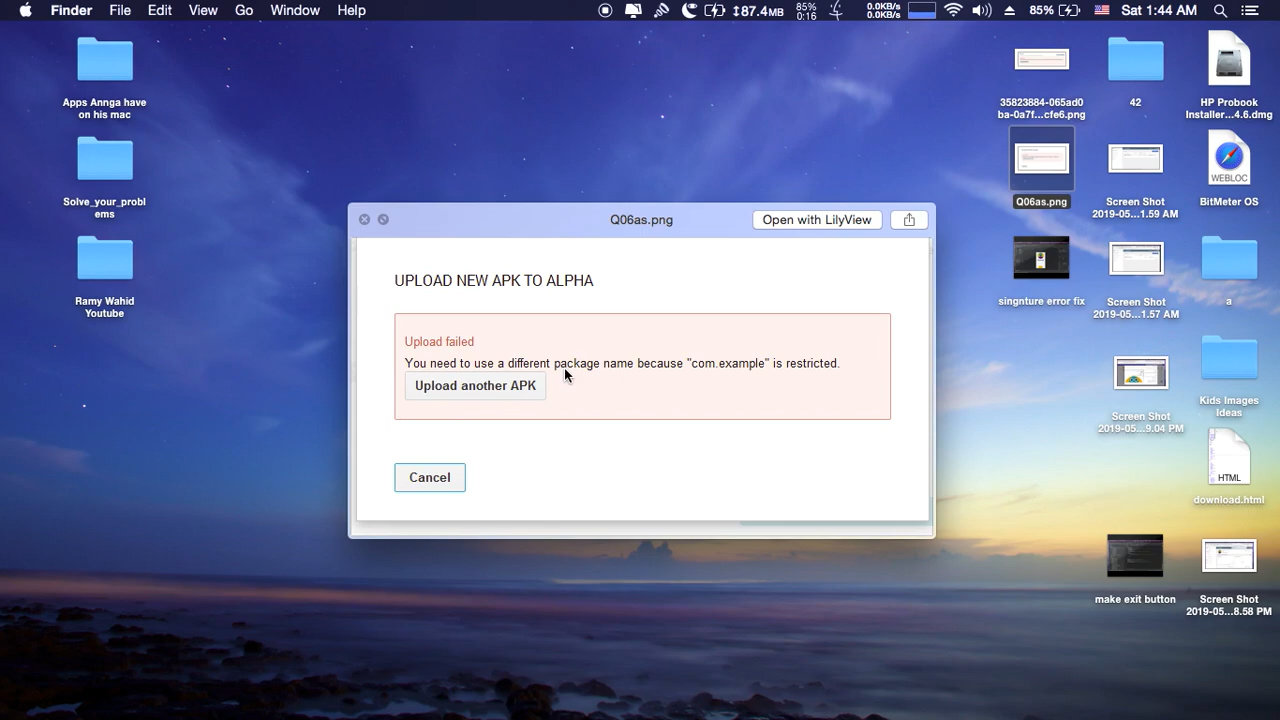 Finder File Edit View Go Window Help
87.4MB
85%
0:16
0.0KB/s
0.0KB/s
85%
Sat 1:44 AM
Apps Annga have
on his mac
Solve_your_probl
ems
Ramy Wahid
Youtube
35823884-065ad0
ba-0a7f...cfe6.png
42
HP Probook
Installer...4.6.dmg
Q06as.png
Screen Shot
2019-05...1.59 AM
WEBLOC
BitMeter OS
singnture error fix
Screen Shot
2019-05...1.57 AM
a
Screen Shot
2019-05...9.04 PM
Kids Images
Ideas
HTML
download.html
make exit button
Screen Shot
2019-05...8.58 PM
Q06as.png
Open with LilyView
UPLOAD NEW APK TO ALPHA
Upload failed
You need to use a different package name because "com.example" is restricted.
Upload another APK
Cancel